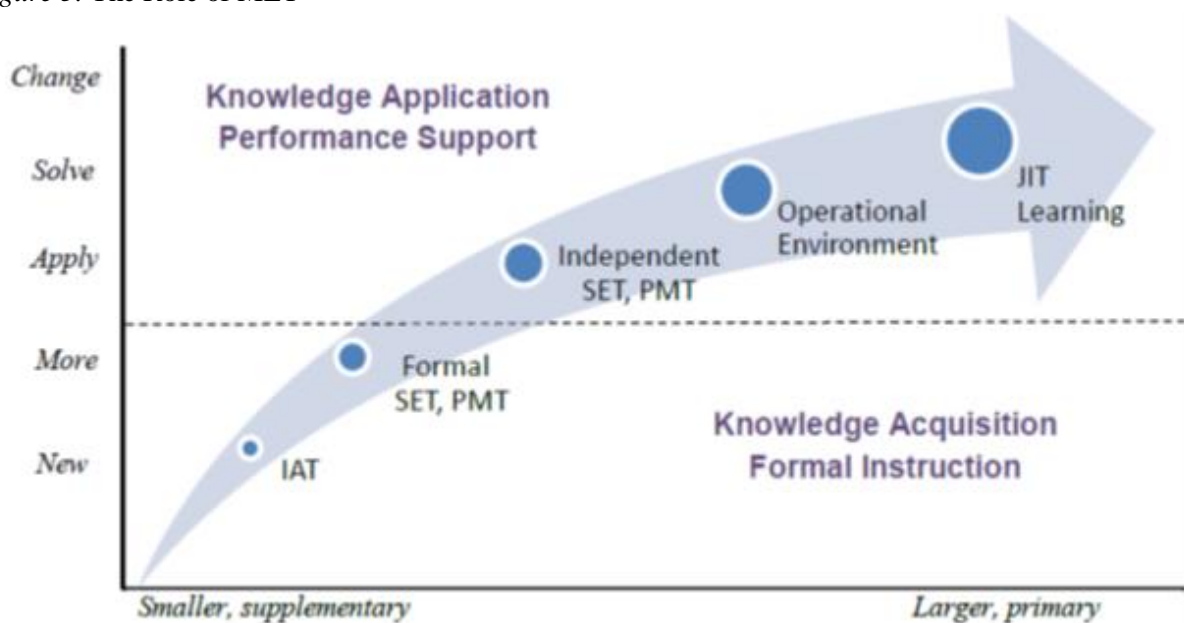 Change
Knowledge Application
Performance Support
Solve
JIT
Learning
Operational
Environment
Apply
Independent
SET, PMT
More
Formal
SET, PMT
Knowledge Acquisition
Formal Instruction
New
IAT
Smaller, supplementary
Larger, primary